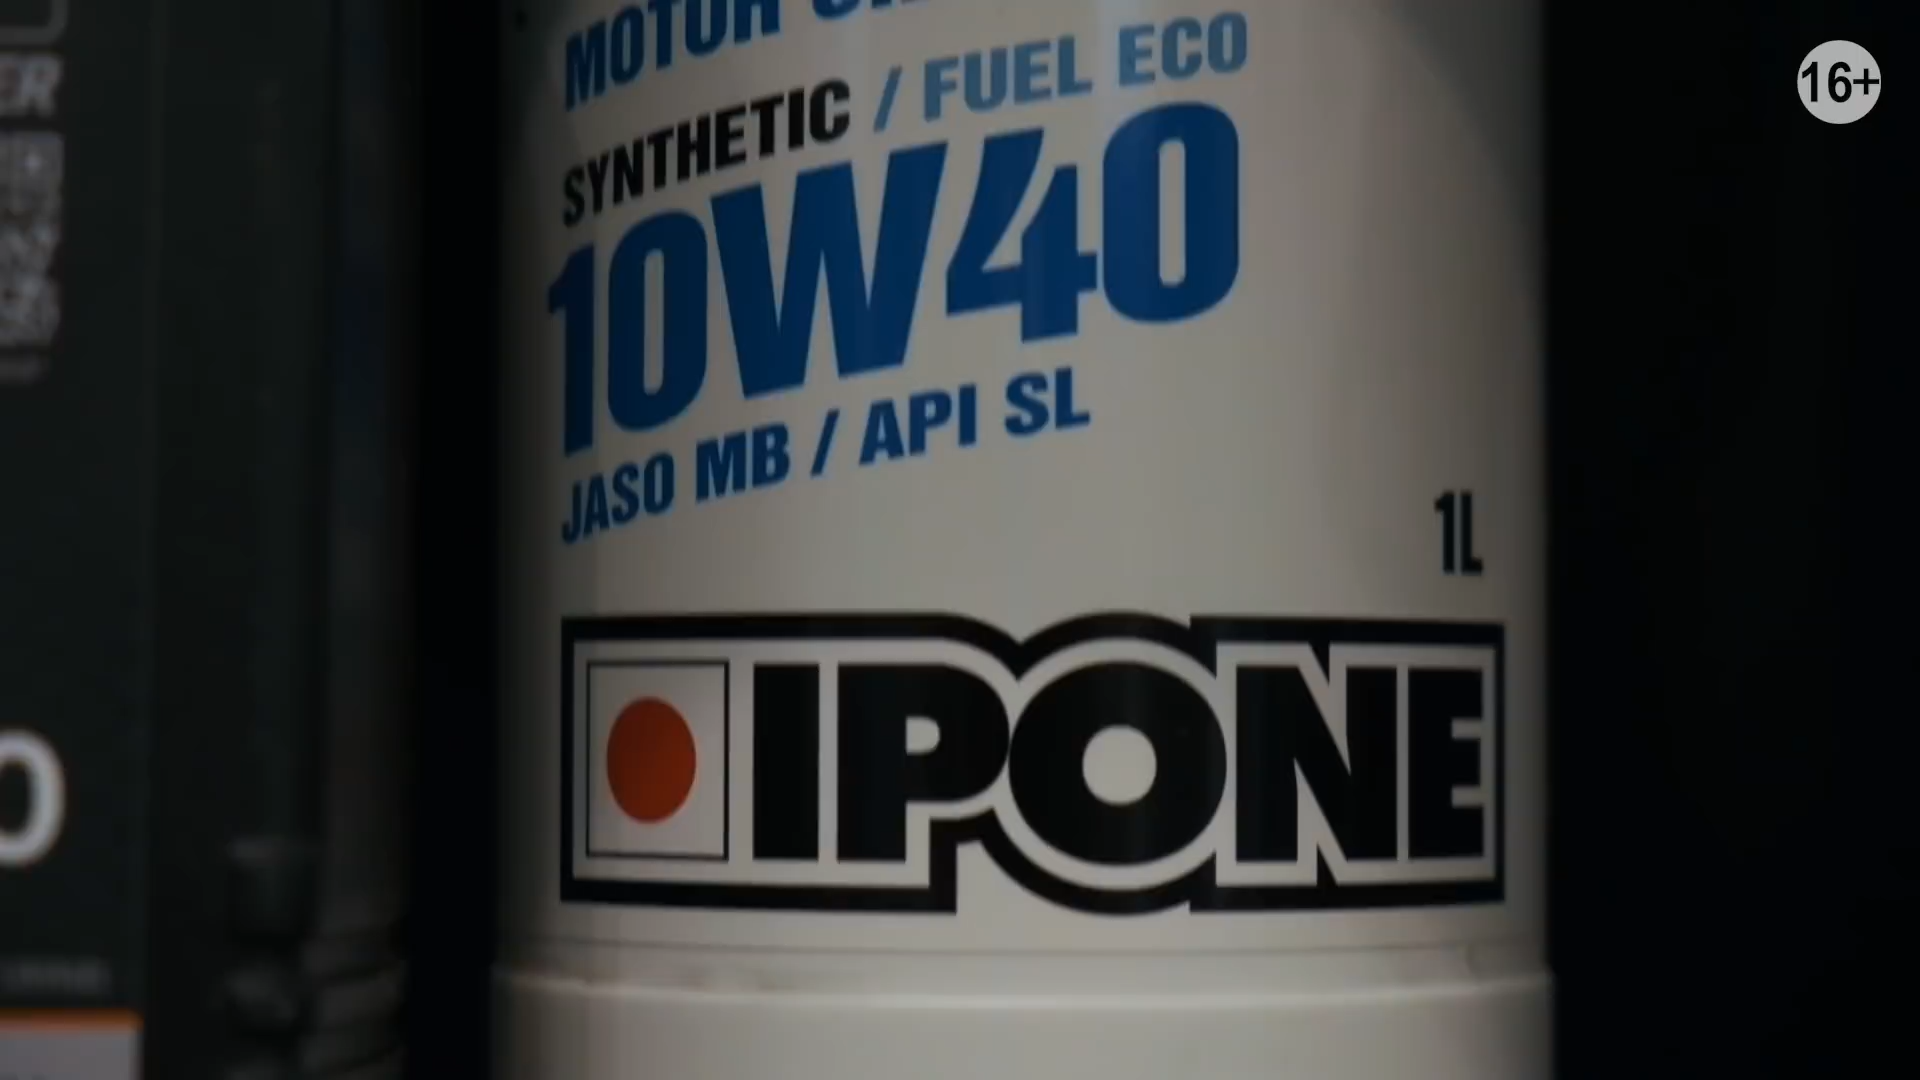 16+
SYNTHETIC / FUEL ECO
10W40
JASO MB / API SL
1L
IPONE